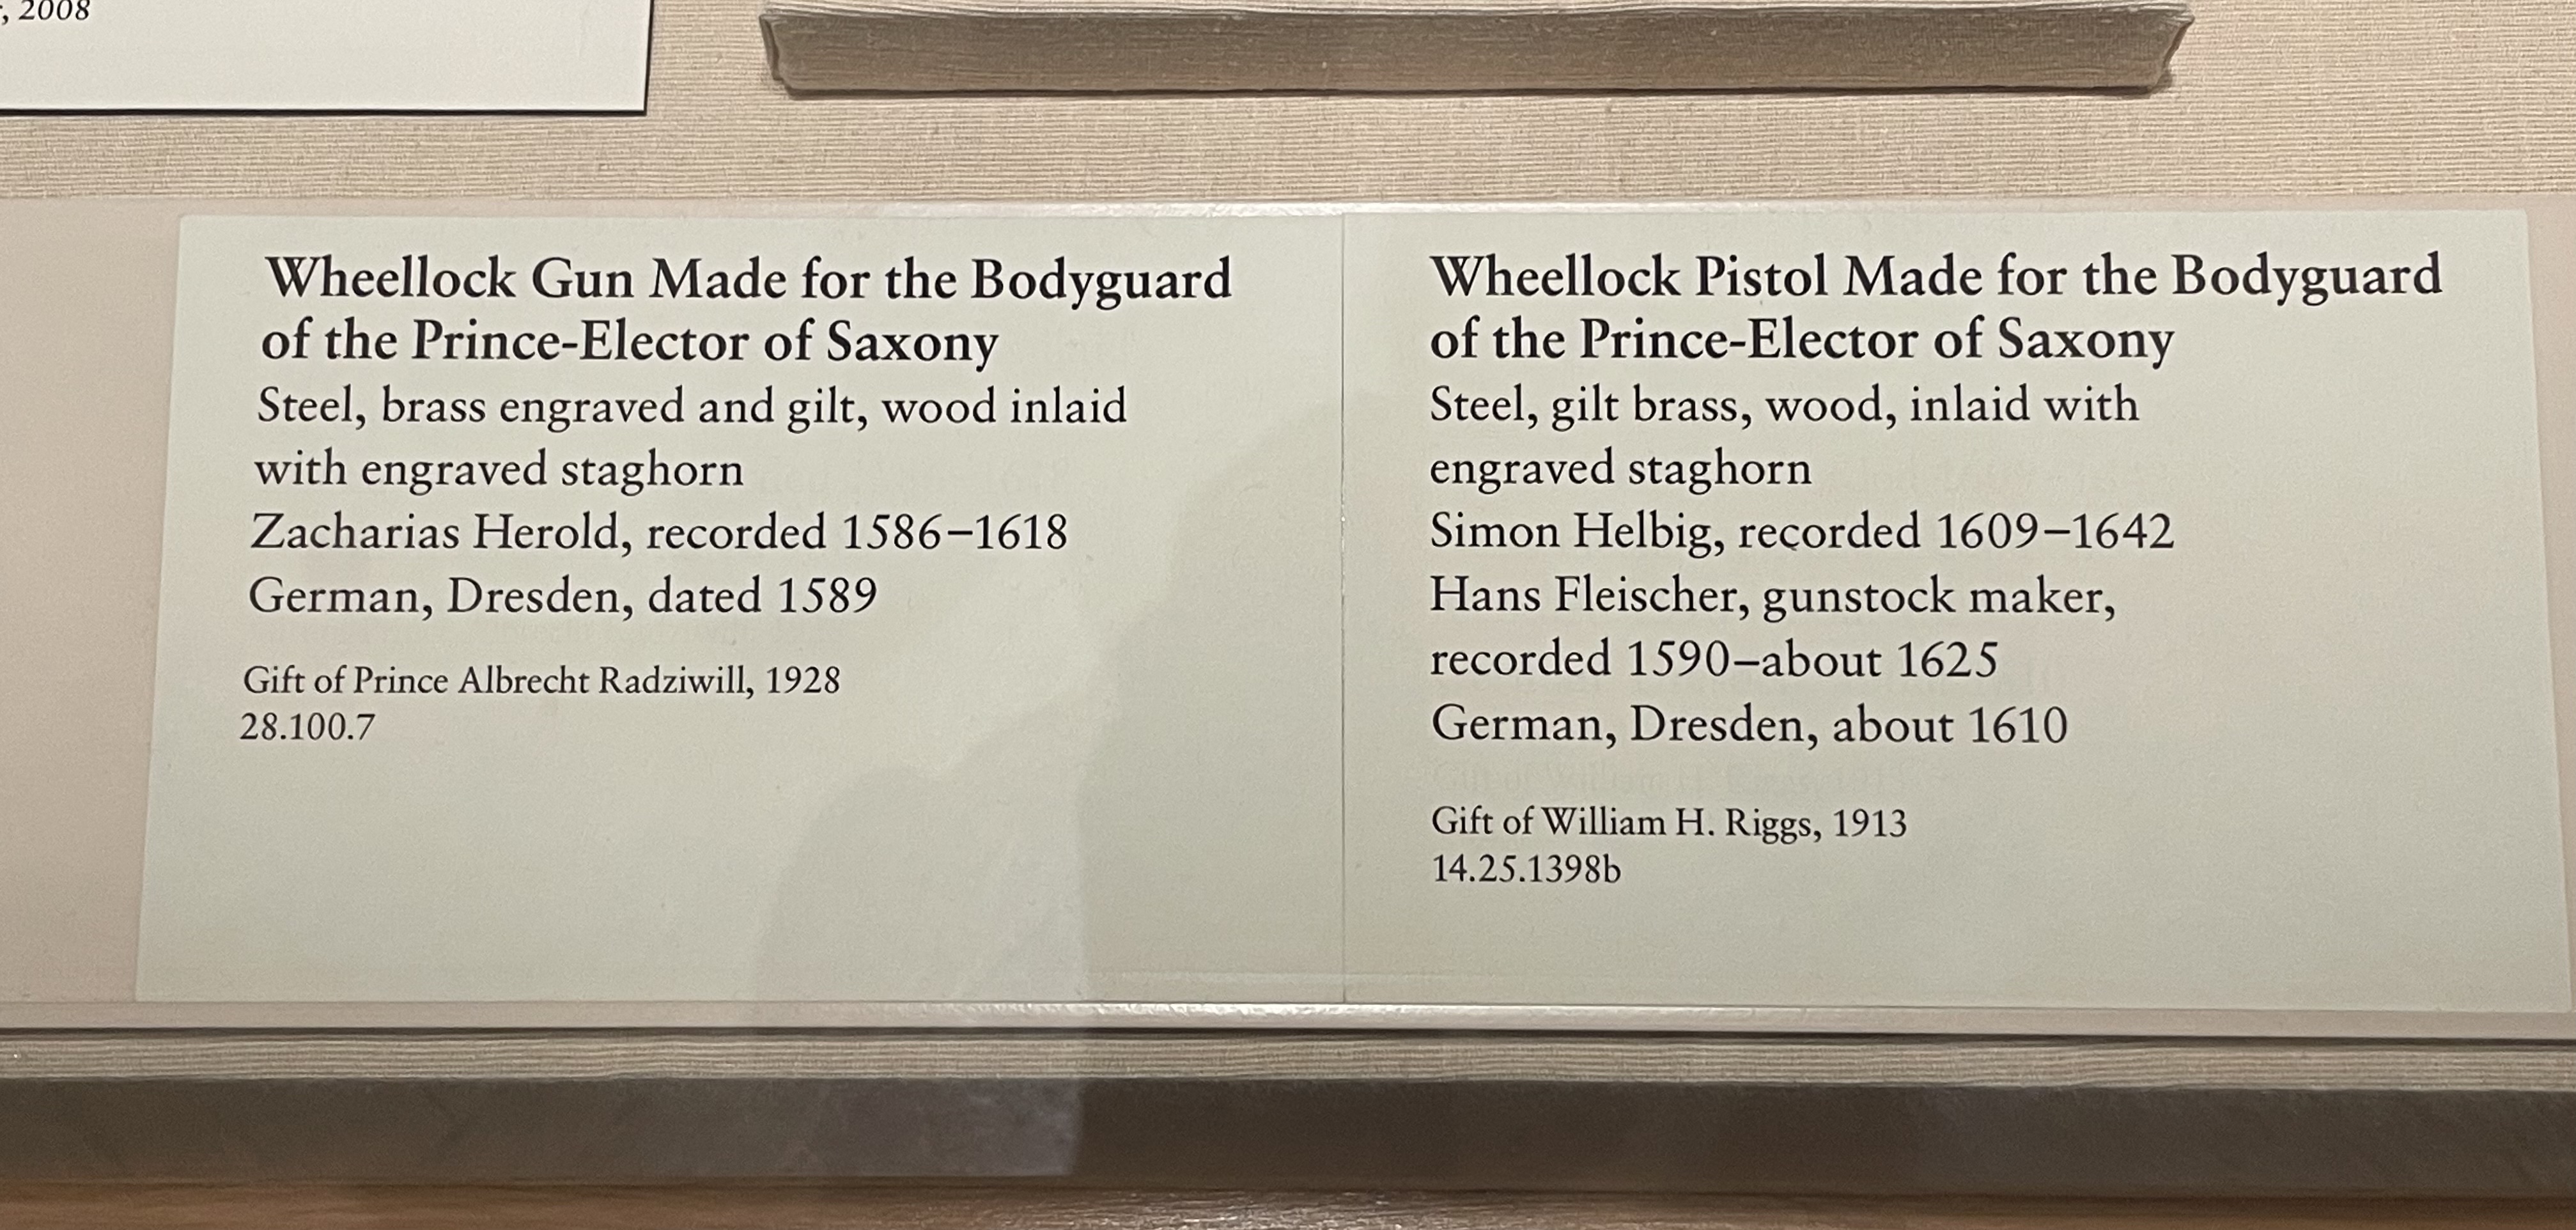 , 2008
Wheellock Gun Made for the Bodyguard
of the Prince-Elector of Saxony
Steel, brass engraved and gilt, wood inlaid
with engraved staghorn
Zacharias Herold, recorded 1586–1618
German, Dresden, dated 1589
Gift of Prince Albrecht Radziwill, 1928
28.100.7
Wheellock Pistol Made for the Bodyguard
of the Prince-Elector of Saxony
Steel, gilt brass, wood, inlaid with
engraved staghorn
Simon Helbig, recorded 1609–1642
Hans Fleischer, gunstock maker,
recorded 1590–about 1625
German, Dresden, about 1610
Gift of William H. Riggs, 1913
14.25.1398b